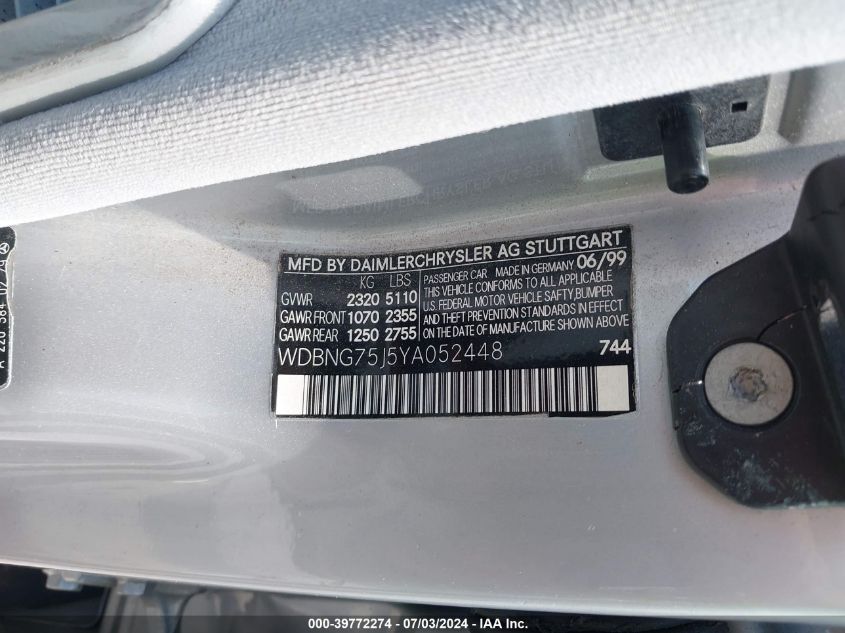 MFD BY DAIMLERCHRYSLER AG STUTTGART
KG LBS
GVWR 2320 5110
GAWR FRONT 1070 2355
GAWR REAR 1250 2755
PASSENGER CAR MADE IN GERMANY 06/99
THIS VEHICLE CONFORMS TO ALL APPLICABLE
U.S. FEDERAL MOTOR VEHICLE SAFTY,BUMPER
AND THEFT PREVENTION STANDARDS IN EFFECT
ON THE DATE OF MANUFACTURE SHOWN ABOVE
WDBNG75J5YA052448 744
A 220 584
000-39772274 / 07/03/2024 - IAA Inc.